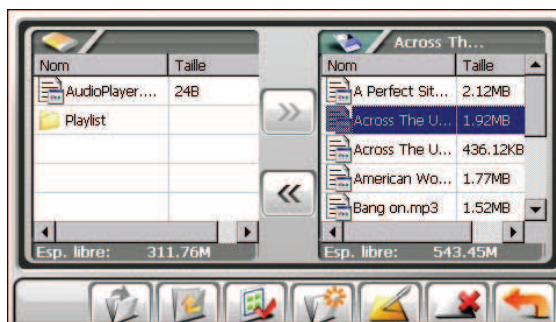 Across Th...
Nom Taille
AudioPlayer.... 24B
Playlist
Esp. libre: 311.76M
Nom Taille
A Perfect Sit... 2.12MB
Across The U... 1.92MB
Across The U... 436.12KB
American Wo... 1.77MB
Bang on.mp3 1.52MB
Esp. libre: 543.45M